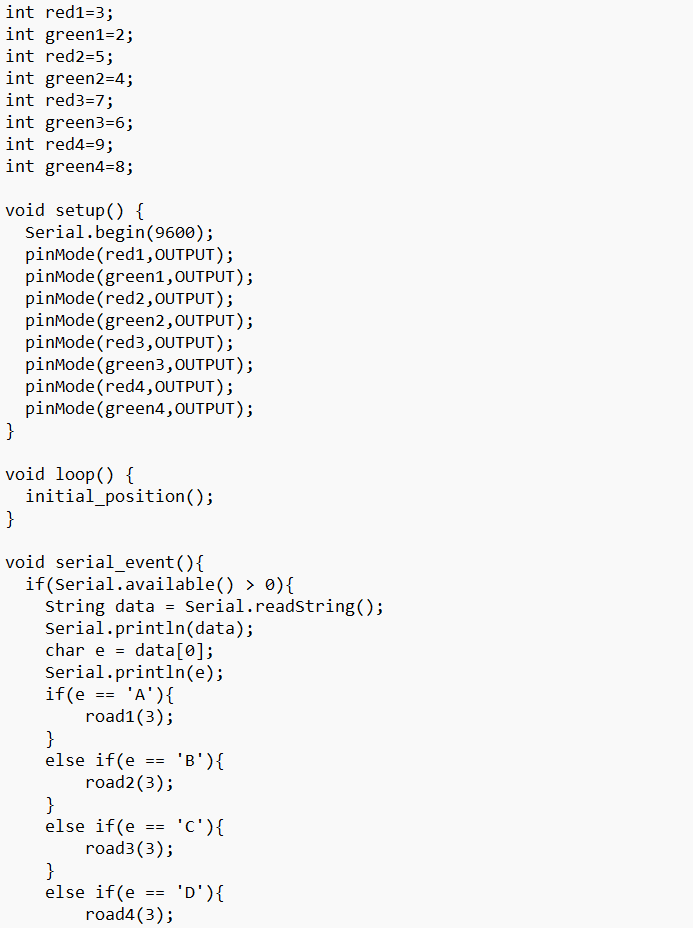 int red1=3;
int green1=2;
int red2=5;
int green2=4;
int red3=7;
int green3=6;
int red4=9;
int green4=8;

void setup() {
  Serial.begin(9600);
  pinMode(red1,OUTPUT);
  pinMode(green1,OUTPUT);
  pinMode(red2,OUTPUT);
  pinMode(green2,OUTPUT);
  pinMode(red3,OUTPUT);
  pinMode(green3,OUTPUT);
  pinMode(red4,OUTPUT);
  pinMode(green4,OUTPUT);
}

void loop() {
  initial_position();
}

void serial_event(){
  if(Serial.available() > 0){
    String data = Serial.readString();
    Serial.println(data);
    char e = data[0];
    Serial.println(e);
    if(e == 'A'){
        road1(3);
    }
    else if(e == 'B'){
        road2(3);
    }
    else if(e == 'C'){
        road3(3);
    }
    else if(e == 'D'){
        road4(3);